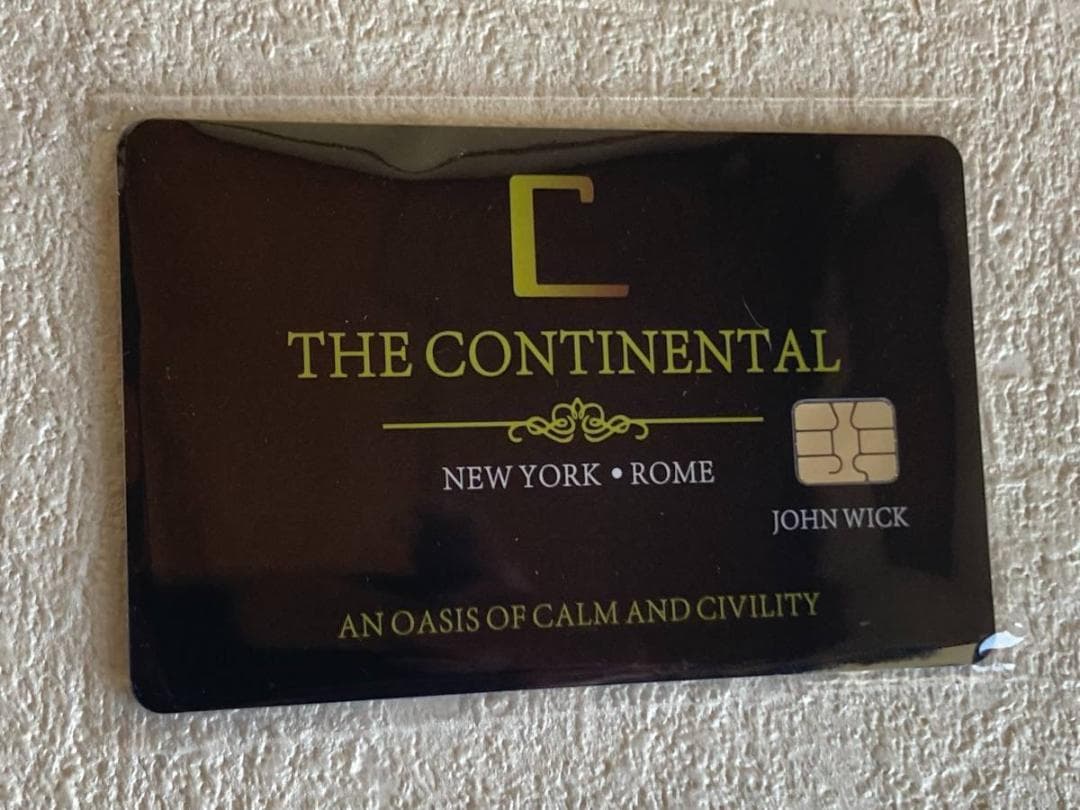 C
THE CONTINENTAL
NEW YORK • ROME
JOHN WICK
AN OASIS OF CALM AND CIVILITY